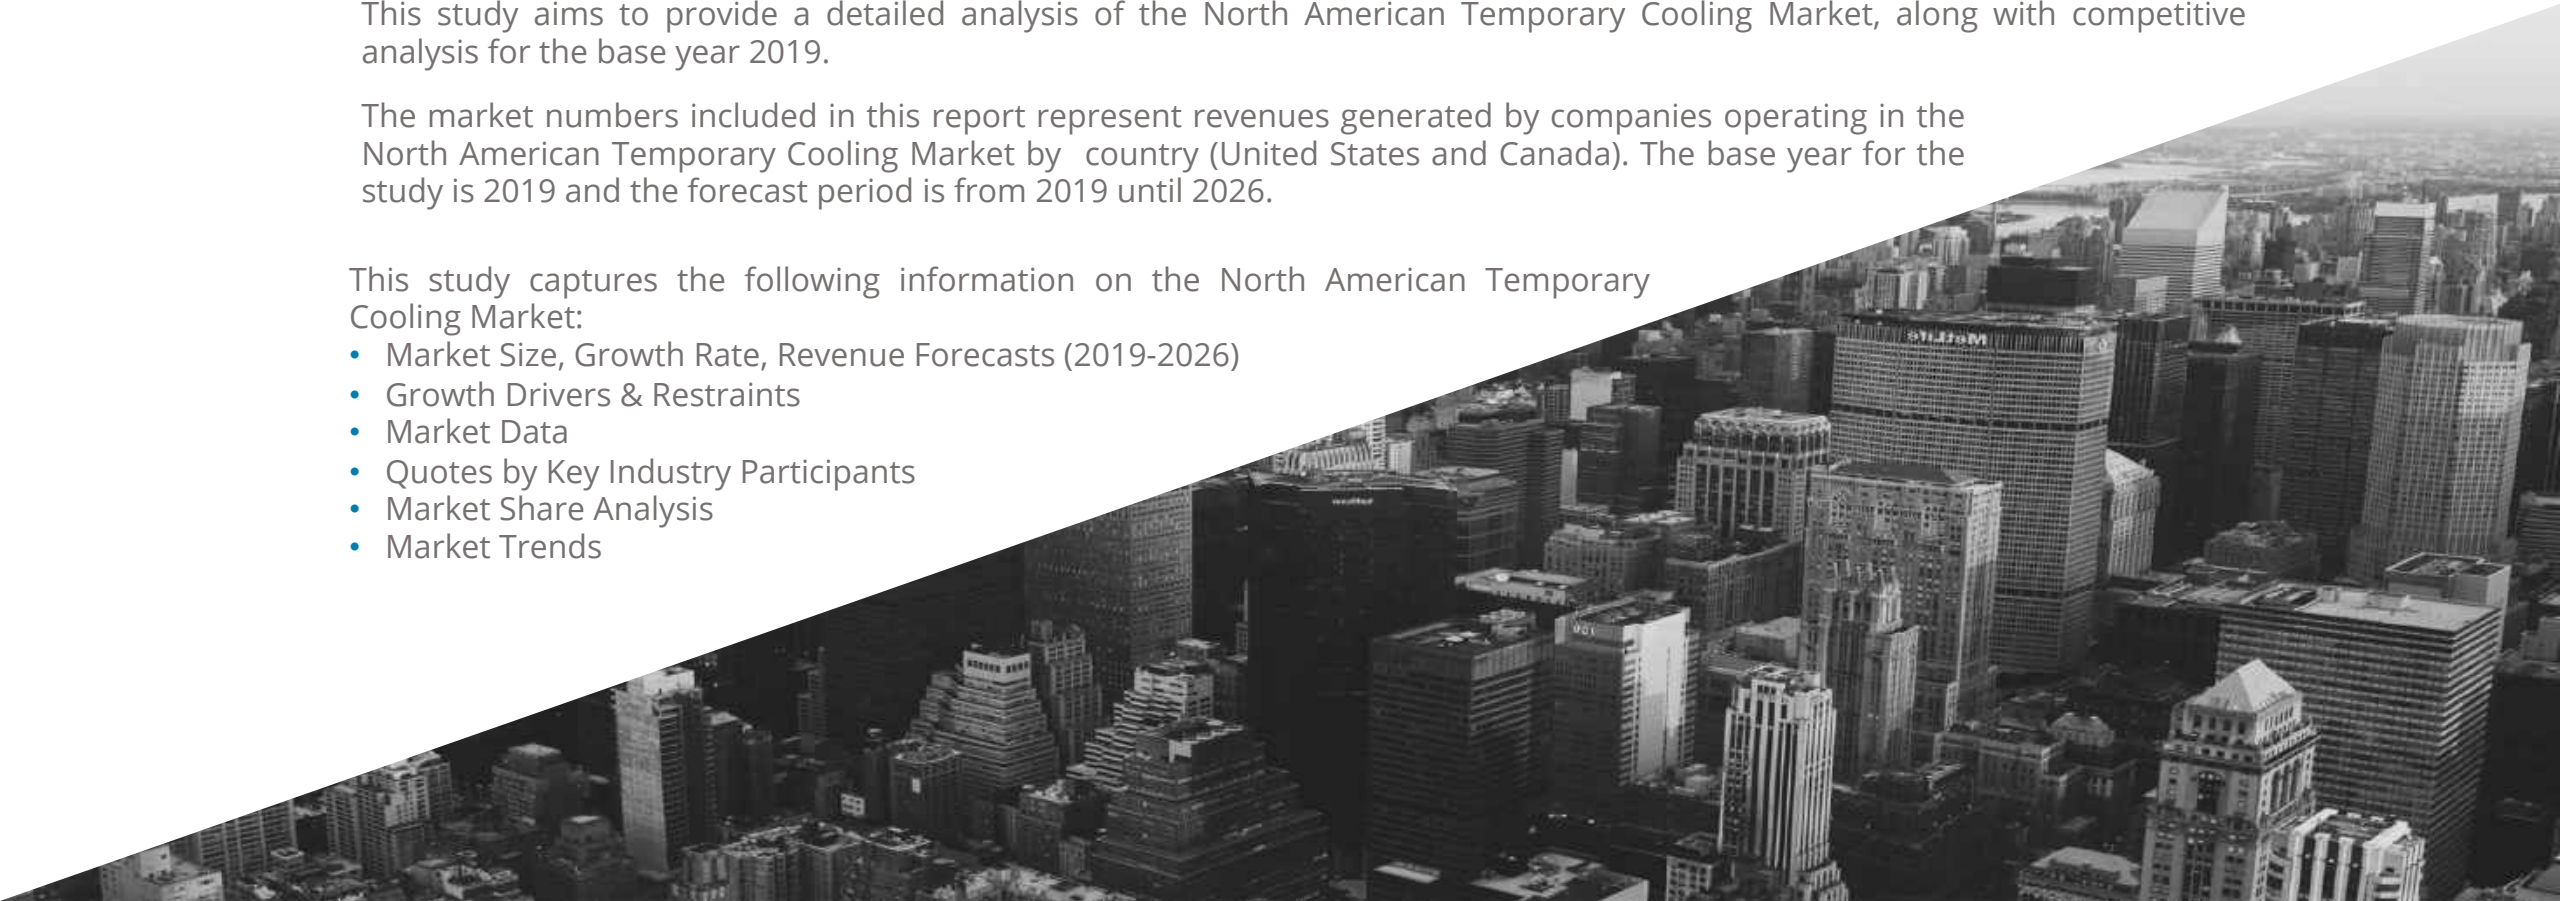 This study aims to provide a detailed analysis of the North American Temporary Cooling Market, along with competitive
analysis for the base year 2019.
The market numbers included in this report represent revenues generated by companies operating in the
North American Temporary Cooling Market by  country (United States and Canada). The base year for the
study is 2019 and the forecast period is from 2019 until 2026.
This study captures the following information on the North American Temporary
Cooling Market:
• Market Size, Growth Rate, Revenue Forecasts (2019-2026)
• Growth Drivers & Restraints
• Market Data
• Quotes by Key Industry Participants
• Market Share Analysis
• Market Trends
MetLife